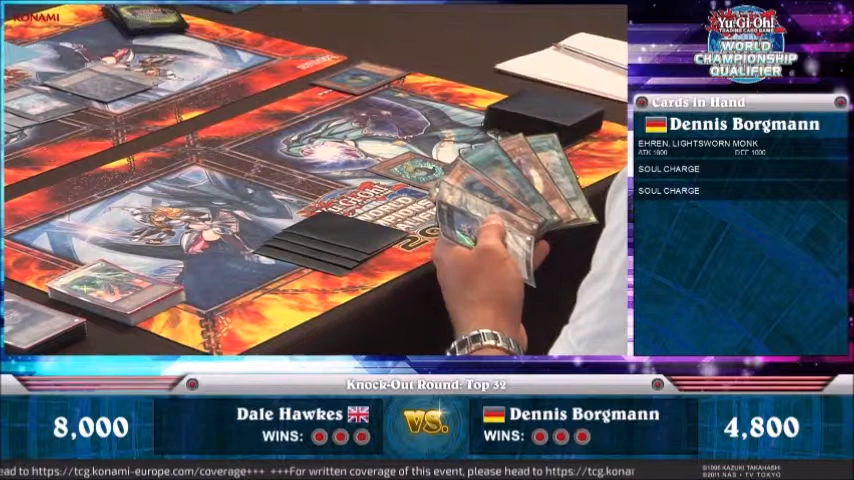 KONAMI
Yu-Gi-Oh!
TRADING CARD GAME
WORLD
CHAMPIONSHIP
QUALIFIER
Cards in Hand
Dennis Borgmann
EHREN, LIGHTSWORN MONK
ATK 1600 DEF 1000
SOUL CHARGE
SOUL CHARGE
Knock-Out Round: Top 32
8,000
Dale Hawkes
WINS:
VS.
Dennis Borgmann
WINS:
4,800
ead to https://tcg.konami-europe.com/coverage+++ +++For written coverage of this event, please head to https://tcg.konar
©1996 KAZUKI TAKAHASHI
©2011 NAS • TV TOKYO